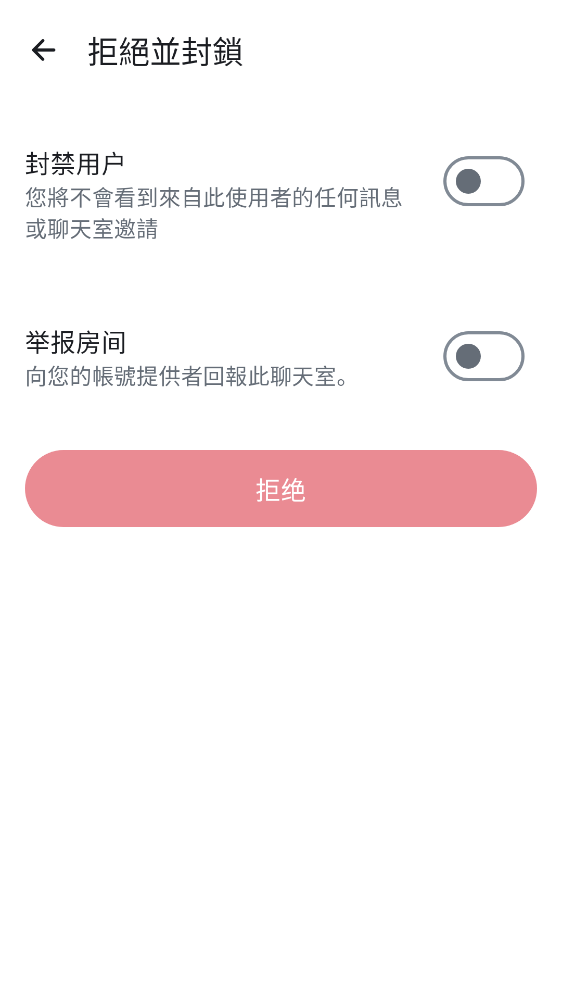 拒絕並封鎖
封禁用户
您將不會看到來自此使用者的任何訊息
或聊天室邀請
举报房间
向您的帳號提供者回報此聊天室。
拒绝